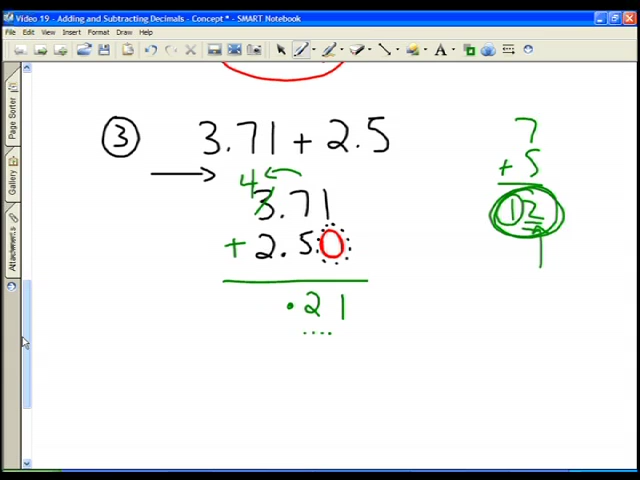 Video 19 - Adding and Subtracting Decimals - Concept * - SMART Notebook
File Edit View Insert Format Draw Help
Page Sorter
Gallery
Attachments
3
3.71 + 2.5
4
3.71
+ 2.50
.21
7
+ 5
12